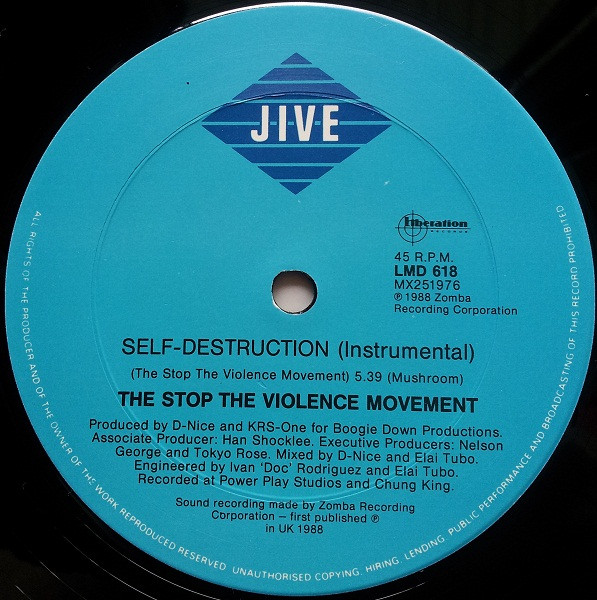 JIVE
Liberation
RECORDS
45 R.P.M.
LMD 618
MX251976
℗ 1988 Zomba
Recording Corporation
SELF-DESTRUCTION (Instrumental)
(The Stop The Violence Movement) 5.39 (Mushroom)
THE STOP THE VIOLENCE MOVEMENT
Produced by D-Nice and KRS-One for Boogie Down Productions.
Associate Producer: Han Shocklee. Executive Producers: Nelson
George and Tokyo Rose. Mixed by D-Nice and Elai Tubo.
Engineered by Ivan 'Doc' Rodriguez and Elai Tubo.
Recorded at Power Play Studios and Chung King.
Sound recording made by Zomba Recording
Corporation – first published ℗
in UK 1988
ALL RIGHTS OF THE PRODUCER AND OF THE OWNER OF THE WORK REPRODUCED RESERVED UNAUTHORISED COPYING, HIRING, LENDING, PUBLIC PERFORMANCE AND BROADCASTING OF THIS RECORD PROHIBITED